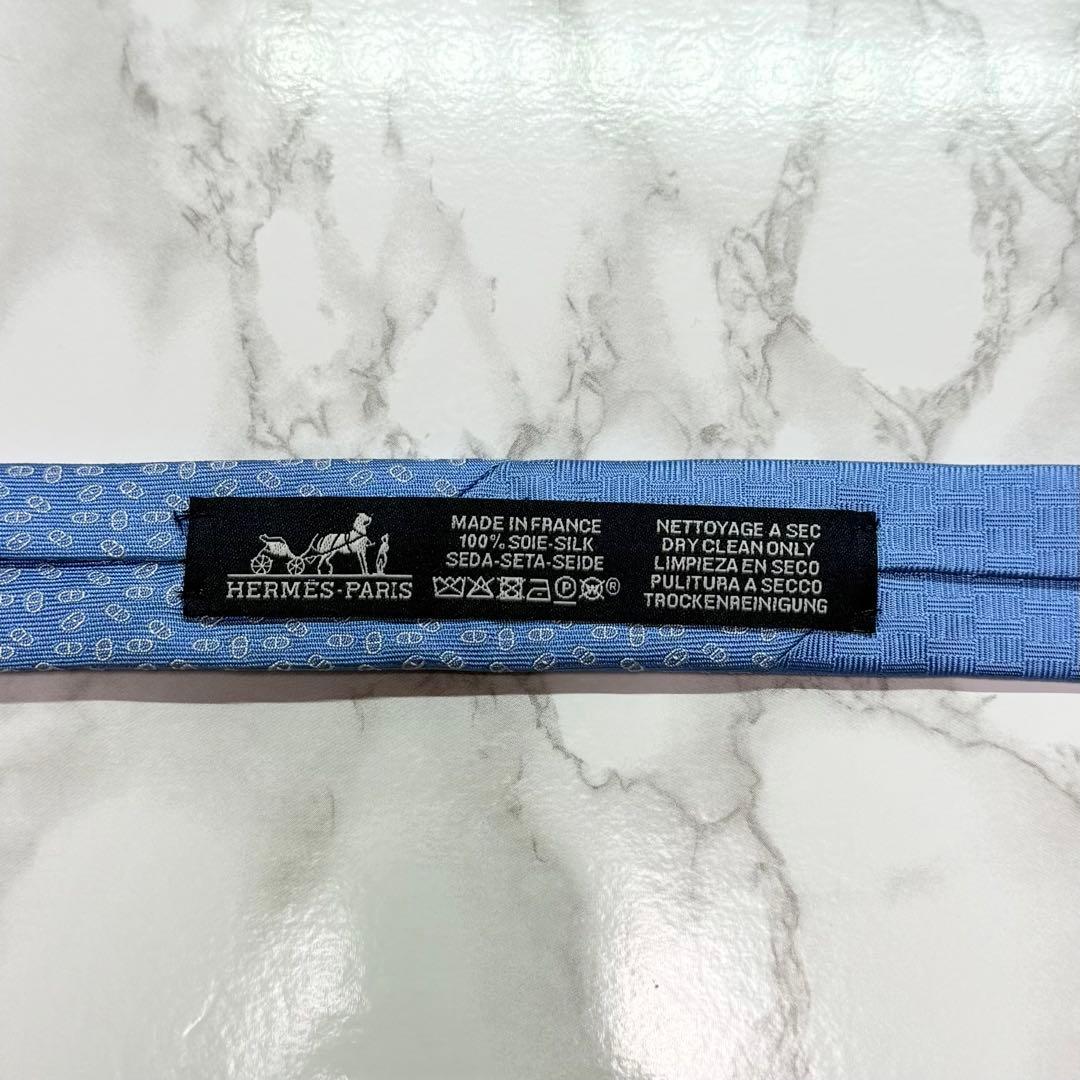 HERMÈS-PARIS
MADE IN FRANCE
100% SOIE-SILK
SEDA-SETA-SEIDE
P ®
NETTOYAGE A SEC
DRY CLEAN ONLY
LIMPIEZA EN SECO
PULITURA A SECCO
TROCKENREINIGUNG